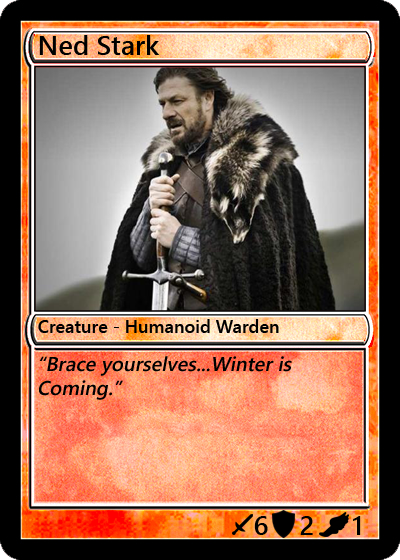 Ned Stark
Creature - Humanoid Warden
“Brace yourselves...Winter is
Coming.”
6 2 1